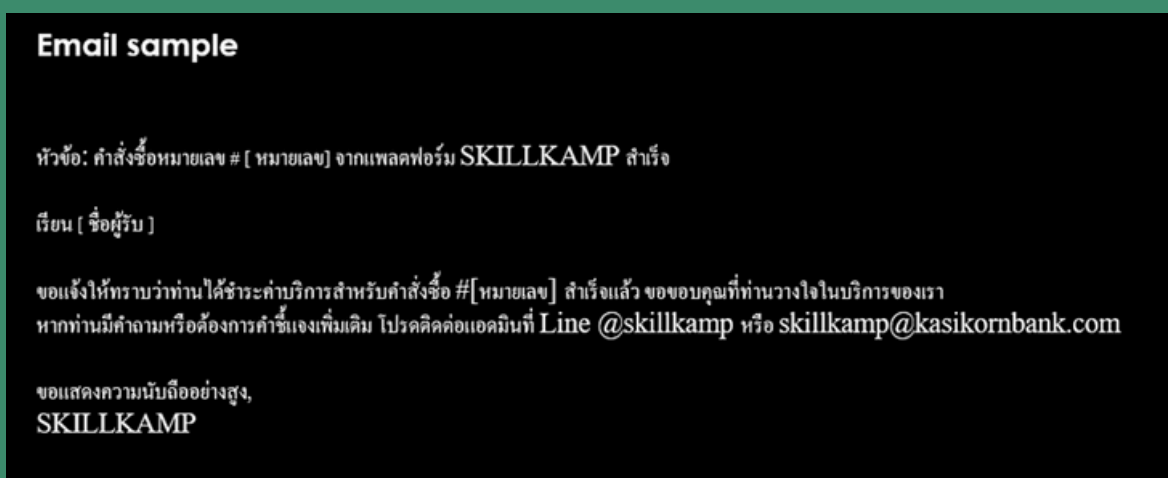 Email sample
หัวข้อ: คำสั่งซื้อหมายเลข # [ หมายเลข] จากแพลตฟอร์ม SKILLKAMP สำเร็จ
เรียน [ ชื่อผู้รับ ]
ขอแจ้งให้ทราบว่าท่านได้ชำระค่าบริการสำหรับคำสั่งซื้อ #[หมายเลข] สำเร็จแล้ว ขอขอบคุณที่ท่านวางใจในบริการของเรา
หากท่านมีคำถามหรือต้องการคำชี้แจงเพิ่มเติม โปรดติดต่อแอดมินที่ Line @skillkamp หรือ skillkamp@kasikornbank.com
ขอแสดงความนับถืออย่างสูง,
SKILLKAMP